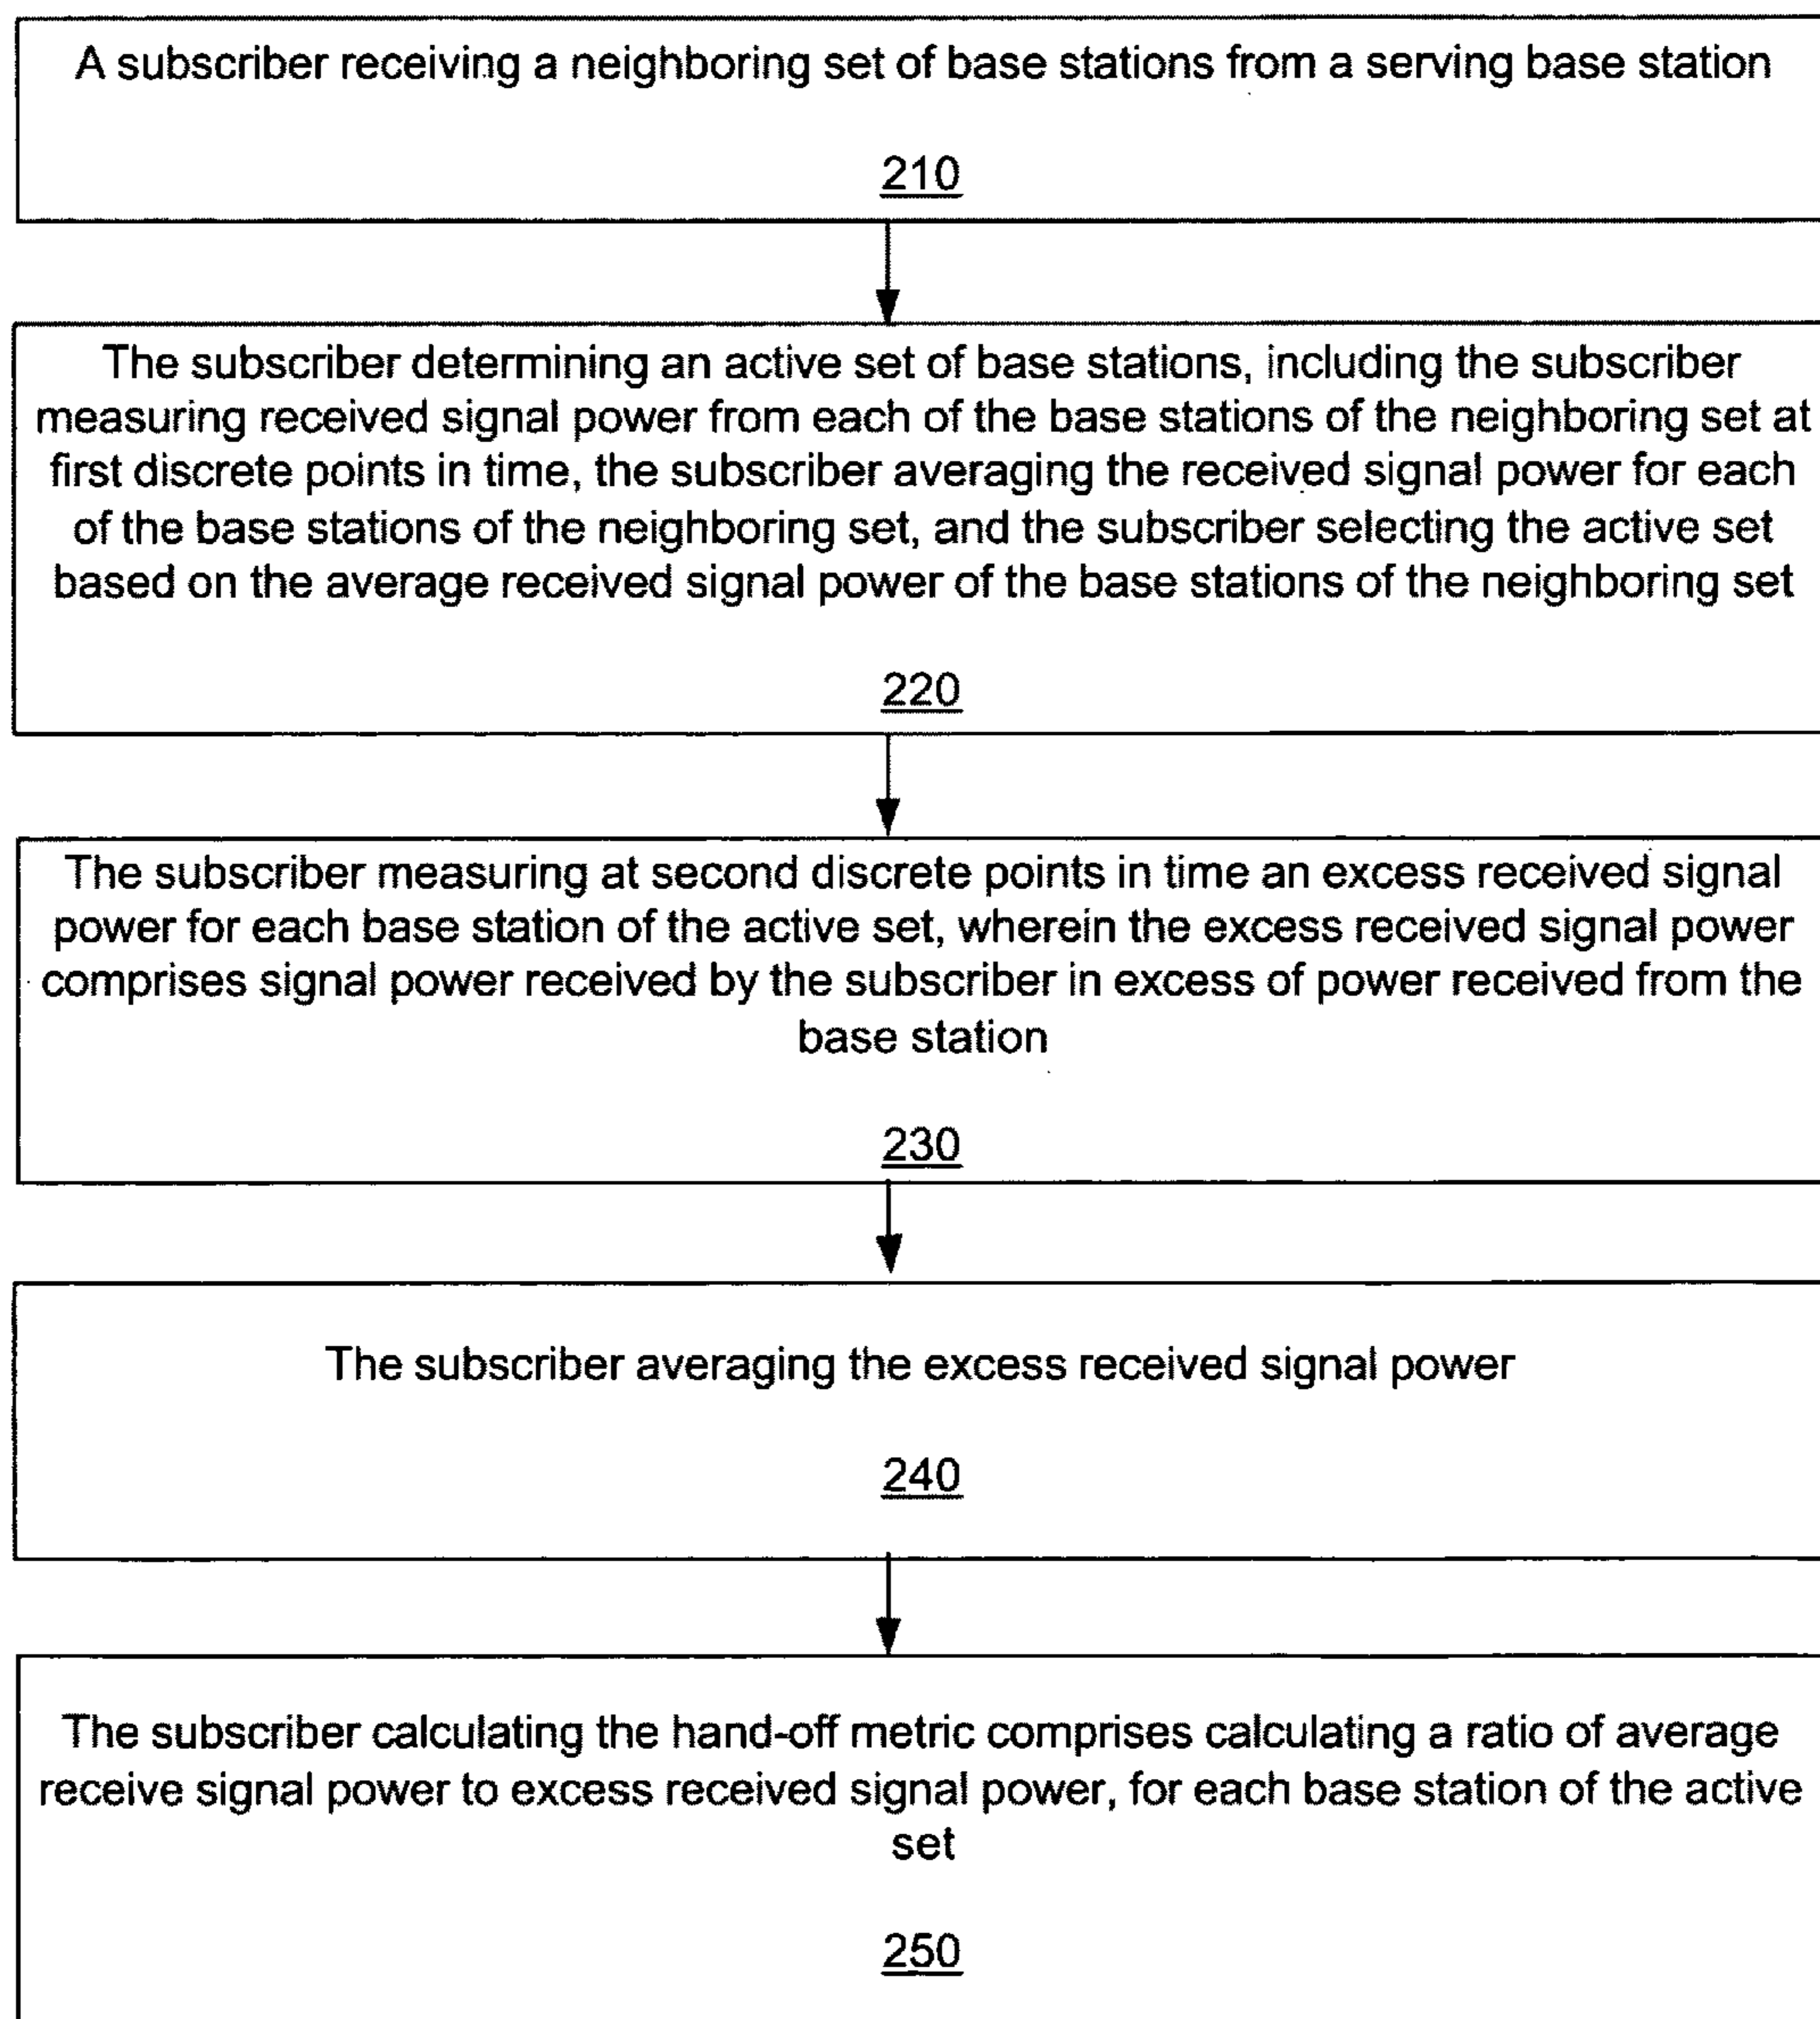 A subscriber receiving a neighboring set of base stations from a serving base station
210
The subscriber determining an active set of base stations, including the subscriber
measuring received signal power from each of the base stations of the neighboring set at
first discrete points in time, the subscriber averaging the received signal power for each
of the base stations of the neighboring set, and the subscriber selecting the active set
based on the average received signal power of the base stations of the neighboring set
220
The subscriber measuring at second discrete points in time an excess received signal
power for each base station of the active set, wherein the excess received signal power
comprises signal power received by the subscriber in excess of power received from the
base station
230
The subscriber averaging the excess received signal power
240
The subscriber calculating the hand-off metric comprises calculating a ratio of average
receive signal power to excess received signal power, for each base station of the active
set
250